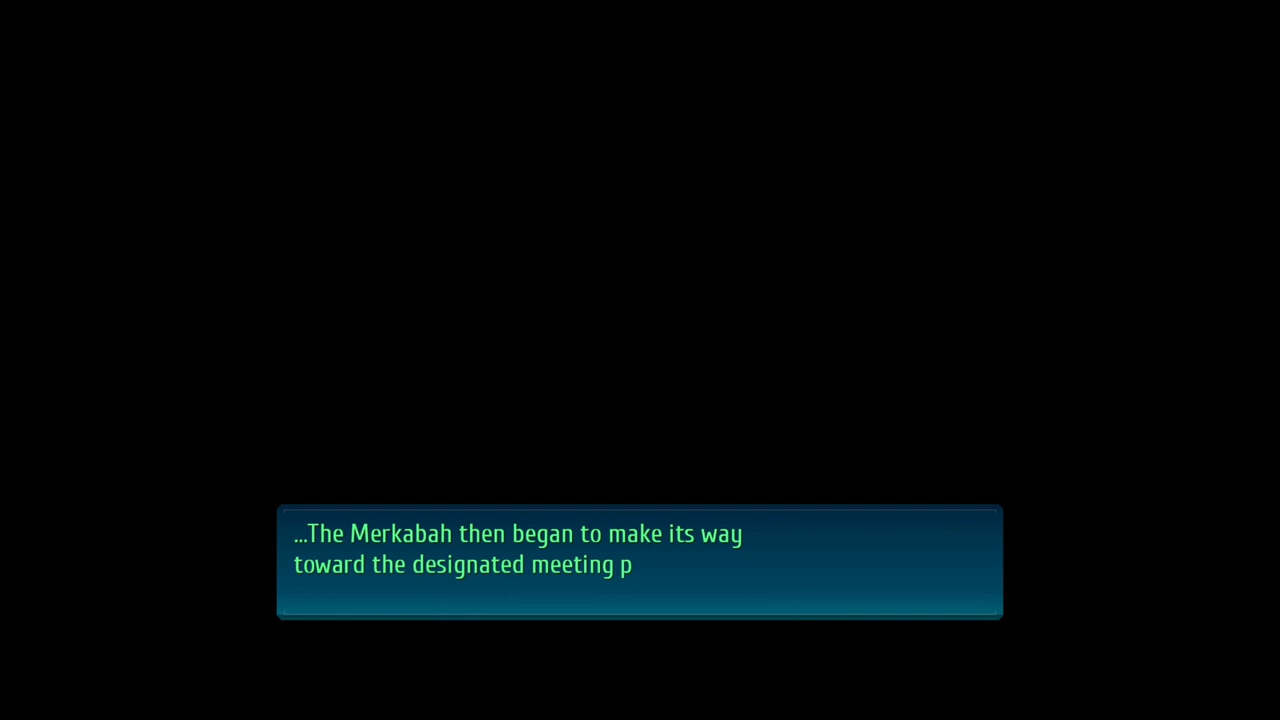 …The Merkabah then began to make its way
toward the designated meeting p